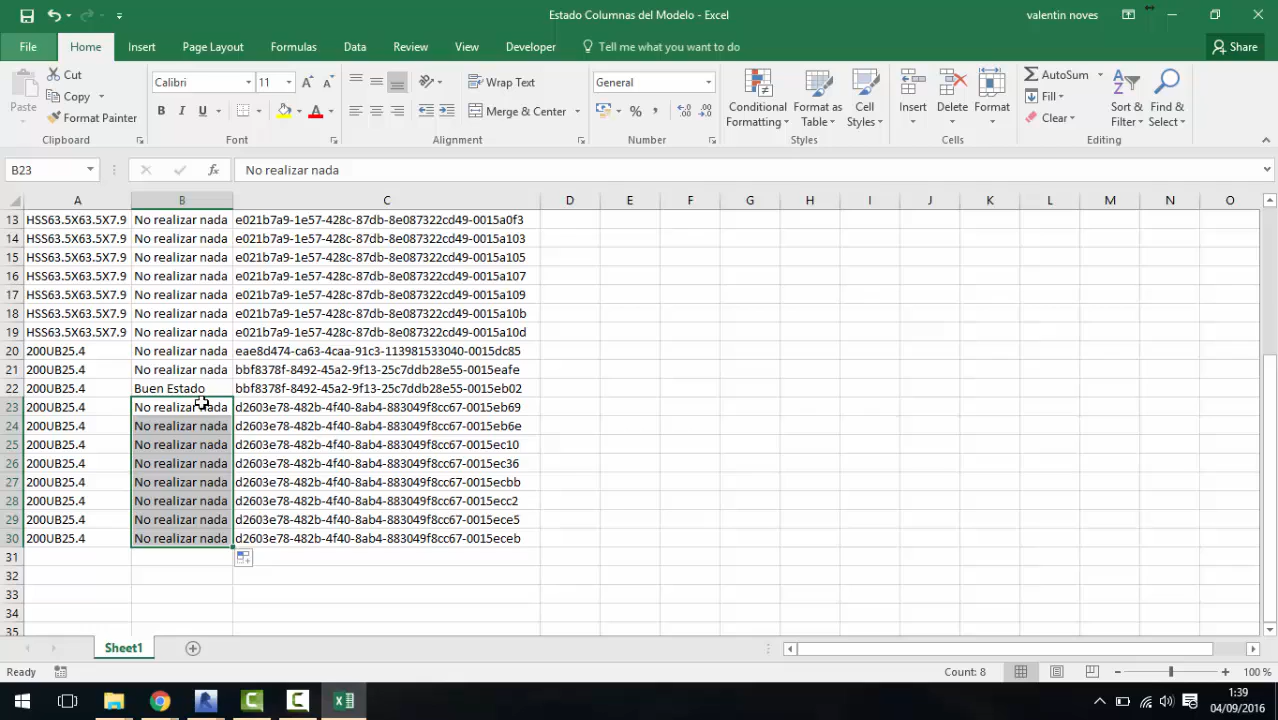 Estado Columnas del Modelo - Excel
valentin noves
File Home Insert Page Layout Formulas Data Review View Developer Tell me what you want to do Share
Paste
Cut
Copy
Format Painter
Clipboard
Calibri 11
B I U A
Font
Wrap Text
Merge & Center
Alignment
General
% ,
Number
Conditional Formatting
Format as Table
Cell Styles
Styles
Insert Delete Format
Cells
AutoSum
Fill
Clear
Sort & Filter
Find & Select
Editing
B23 fx No realizar nada
A B C D E F G H I J K L M N O
13 HSS63.5X63.5X7.9 No realizar nada e021b7a9-1e57-428c-87db-8e087322cd49-0015a0f3
14 HSS63.5X63.5X7.9 No realizar nada e021b7a9-1e57-428c-87db-8e087322cd49-0015a103
15 HSS63.5X63.5X7.9 No realizar nada e021b7a9-1e57-428c-87db-8e087322cd49-0015a105
16 HSS63.5X63.5X7.9 No realizar nada e021b7a9-1e57-428c-87db-8e087322cd49-0015a107
17 HSS63.5X63.5X7.9 No realizar nada e021b7a9-1e57-428c-87db-8e087322cd49-0015a109
18 HSS63.5X63.5X7.9 No realizar nada e021b7a9-1e57-428c-87db-8e087322cd49-0015a10b
19 HSS63.5X63.5X7.9 No realizar nada e021b7a9-1e57-428c-87db-8e087322cd49-0015a10d
20 200UB25.4 No realizar nada eae8d474-ca63-4caa-91c3-113981533040-0015dc85
21 200UB25.4 No realizar nada bbf8378f-8492-45a2-9f13-25c7ddb28e55-0015eafe
22 200UB25.4 Buen Estado bbf8378f-8492-45a2-9f13-25c7ddb28e55-0015eb02
23 200UB25.4 No realizar nada d2603e78-482b-4f40-8ab4-883049f8cc67-0015eb69
24 200UB25.4 No realizar nada d2603e78-482b-4f40-8ab4-883049f8cc67-0015eb6e
25 200UB25.4 No realizar nada d2603e78-482b-4f40-8ab4-883049f8cc67-0015ec10
26 200UB25.4 No realizar nada d2603e78-482b-4f40-8ab4-883049f8cc67-0015ec36
27 200UB25.4 No realizar nada d2603e78-482b-4f40-8ab4-883049f8cc67-0015ecbb
28 200UB25.4 No realizar nada d2603e78-482b-4f40-8ab4-883049f8cc67-0015ecc2
29 200UB25.4 No realizar nada d2603e78-482b-4f40-8ab4-883049f8cc67-0015ece5
30 200UB25.4 No realizar nada d2603e78-482b-4f40-8ab4-883049f8cc67-0015eceb
31
32
33
34
35
Sheet1
Ready Count: 8 100 %
1:39
04/09/2016